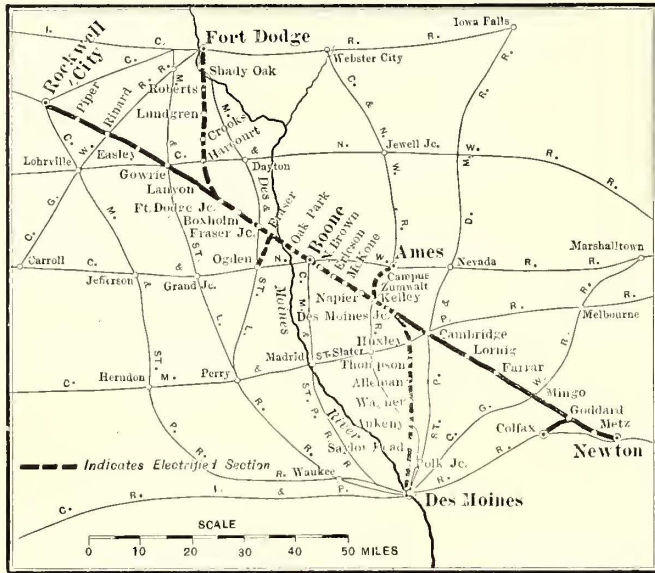 I. C. R. R.
Iowa Falls
Fort Dodge
Webster City
Rockwell
City
Shady Oak
Roberts
Piper
Rinard
Lundgren
Crooks
Harcourt
Easley
Lohrville
Dayton
Jewell Jc.
Gowrie
Lanyon
Ft. Dodge Jc.
Boxholm
Fraser
Fraser Jc.
Oak Park
Boone
Brown
Ericson
McKone
Ames
Marshalltown
Carroll
Ogden
Campus
Nevada
Zumwalt
Jefferson
Grand Jc.
Napier
Kelley
Melbourne
Des Moines Jc.
Cambridge
Huxley
Lornig
Madrid
Slater
Thompson
Farrar
Herndon
Perry
Alleman
Mingo
Wagner
Goddard
Ankeny
Colfax
Metz
Saylor Road
Newton
Polk Jc.
Waukee
Des Moines
River
Indicates Electrified Section
SCALE
0 10 20 30 40 50 MILES